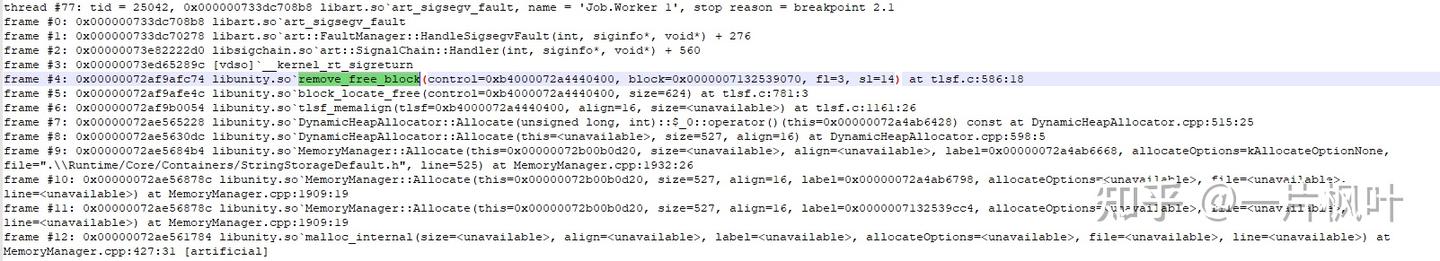 thread #77: tid = 25042, 0x000000733dc708b8 libart.so`art_sigsegv_fault, name = 'Job.Worker 1', stop reason = breakpoint 2.1
frame #0: 0x000000733dc708b8 libart.so`art_sigsegv_fault
frame #1: 0x000000733dc70278 libart.so`art::FaultManager::HandleSigsegvFault(int, siginfo*, void*) + 276
frame #2: 0x00000073e82222d0 libsigchain.so`art::SignalChain::Handler(int, siginfo*, void*) + 560
frame #3: 0x00000073ed65289c [vdso]`__kernel_rt_sigreturn
frame #4: 0x00000072af9afc74 libunity.so`remove_free_block(control=0xb4000072a4440400, block=0x0000007132539070, fl=3, sl=14) at tlsf.c:586:18
frame #5: 0x00000072af9afe4c libunity.so`block_locate_free(control=0xb4000072a4440400, size=624) at tlsf.c:781:3
frame #6: 0x00000072af9b0054 libunity.so`tlsf_memalign(tlsf=0xb4000072a4440400, align=16, size=<unavailable>) at tlsf.c:1161:26
frame #7: 0x00000072ae565228 libunity.so`DynamicHeapAllocator::Allocate(unsigned long, int)::$_0::operator()(this=0x00000072a4ab6428) const at DynamicHeapAllocator.cpp:515:25
frame #8: 0x00000072ae5630dc libunity.so`DynamicHeapAllocator::Allocate(this=<unavailable>, size=527, align=16) at DynamicHeapAllocator.cpp:598:5
frame #9: 0x00000072ae5684b4 libunity.so`MemoryManager::Allocate(this=0x00000072b00b0d20, size=<unavailable>, align=<unavailable>, label=0x00000072a4ab6668, allocateOptions=kAllocateOptionNone,
file=".\\Runtime/Core/Containers/StringStorageDefault.h", line=525) at MemoryManager.cpp:1932:26
frame #10: 0x00000072ae56878c libunity.so`MemoryManager::Allocate(this=0x00000072b00b0d20, size=527, align=16, label=0x00000072a4ab6798, allocateOptions=<unavailable>, file=<unavailable>,
line=<unavailable>) at MemoryManager.cpp:1909:19
frame #11: 0x00000072ae56878c libunity.so`MemoryManager::Allocate(this=0x00000072b00b0d20, size=527, align=16, label=0x0000007132539cc4, allocateOptions=<unavailable>, file=<unavailable>,
line=<unavailable>) at MemoryManager.cpp:1909:19
frame #12: 0x00000072ae561784 libunity.so`malloc_internal(size=<unavailable>, align=<unavailable>, label=<unavailable>, allocateOptions=<unavailable>, file=<unavailable>, line=<unavailable>) at
MemoryManager.cpp:427:31 [artificial]
知乎 @一片枫叶